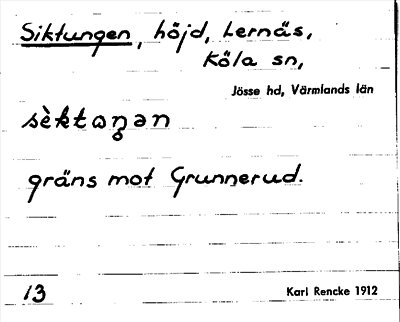 Siktungen, höjd, Lernäs,
Köla sn,
Jösse hd, Värmlands län
sèktaŋən
gräns mot Grunnerud.
13
Karl Rencke 1912